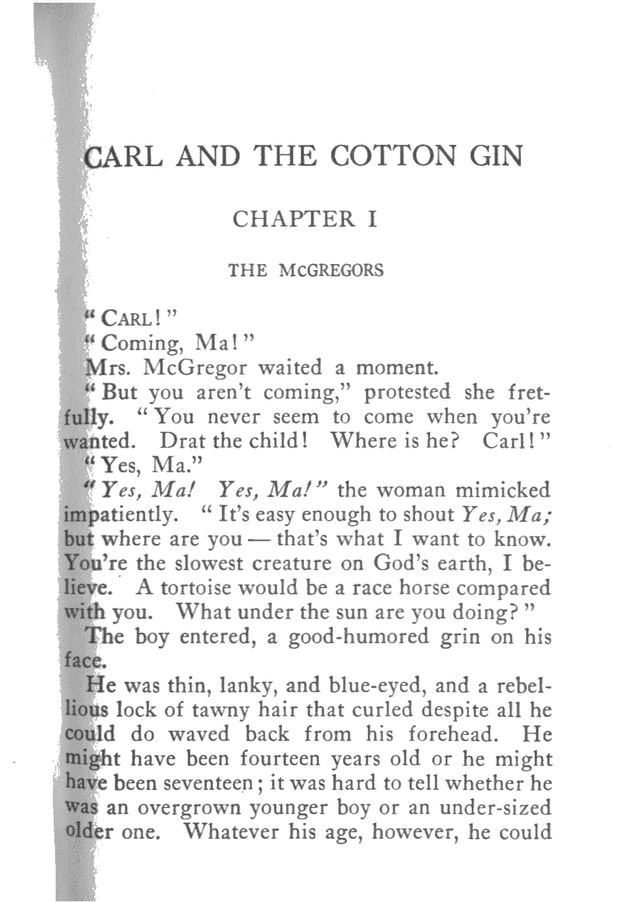 CARL AND THE COTTON GIN
CHAPTER I
THE McGREGORS
" CARL! "
" Coming, Ma! "
Mrs. McGregor waited a moment.
" But you aren't coming," protested she fret-
fully. " You never seem to come when you're
wanted. Drat the child! Where is he? Carl! "
" Yes, Ma."
" Yes, Ma! Yes, Ma! " the woman mimicked
impatiently. " It's easy enough to shout Yes, Ma;
but where are you — that's what I want to know.
You're the slowest creature on God's earth, I be-
lieve. A tortoise would be a race horse compared
with you. What under the sun are you doing? "
The boy entered, a good-humored grin on his
face.
He was thin, lanky, and blue-eyed, and a rebel-
lious lock of tawny hair that curled despite all he
could do waved back from his forehead. He
might have been fourteen years old or he might
have been seventeen; it was hard to tell whether he
was an overgrown younger boy or an under-sized
older one. Whatever his age, however, he could